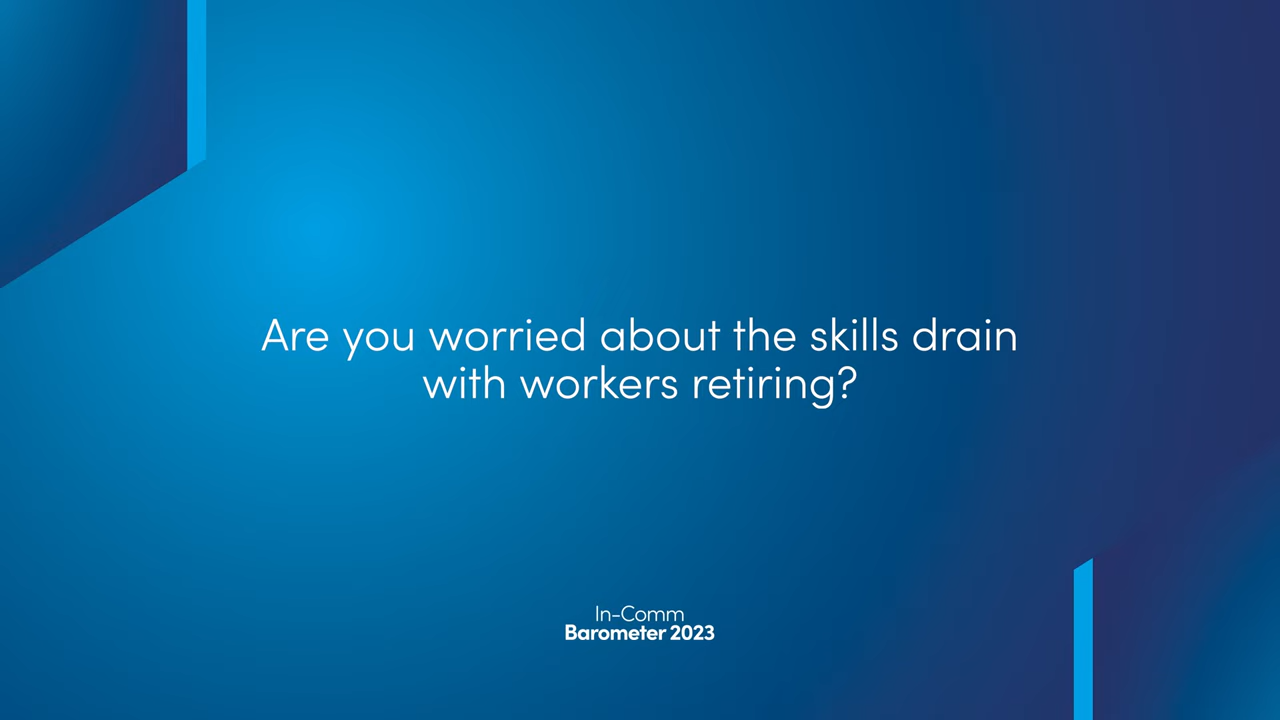 Are you worried about the skills drain
with workers retiring?
In-Comm
Barometer 2023